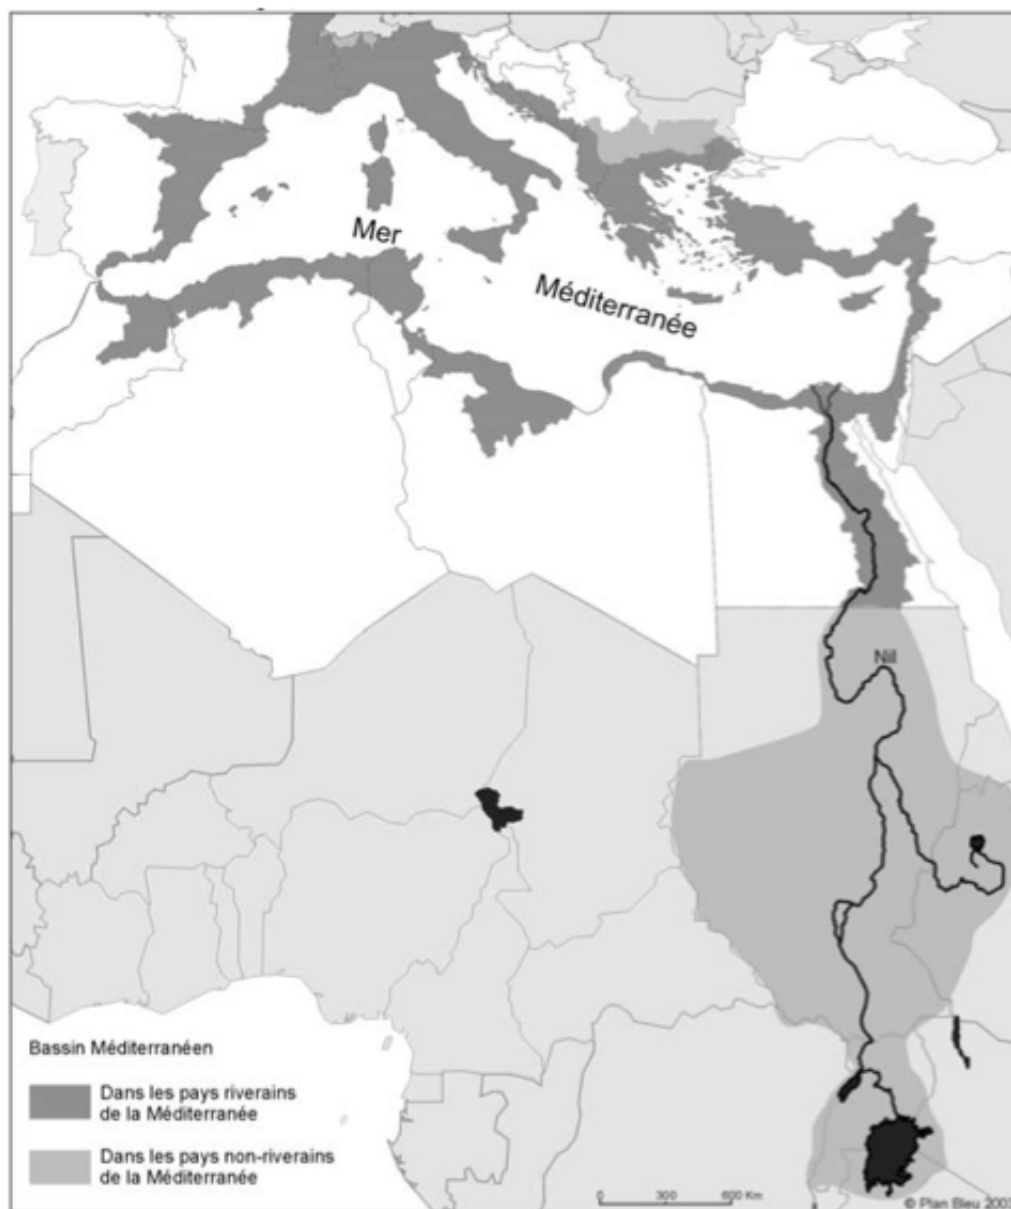 Mer
Méditerranée
Nil
Bassin Méditerranéen
Dans les pays riverains
de la Méditerranée
Dans les pays non-riverains
de la Méditerranée
0 300 600 Km
© Plan Bleu 2003